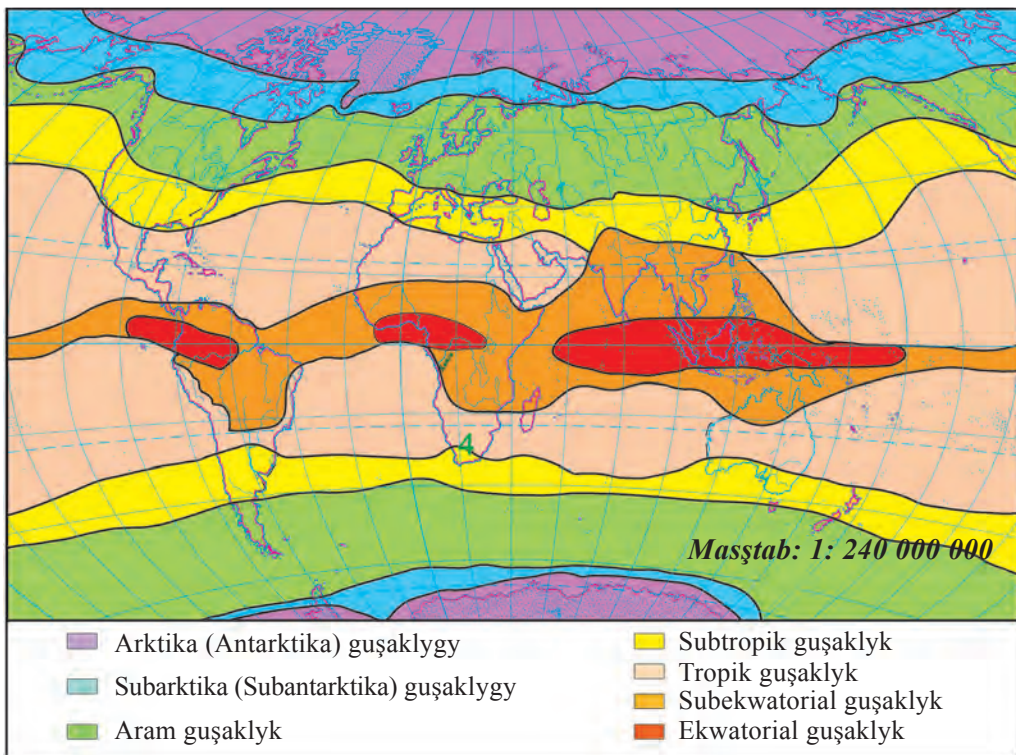 4
Masştab: 1: 240 000 000
Arktika (Antarktika) guşaklygy
Subarktika (Subantarktika) guşaklygy
Aram guşaklyk
Subtropik guşaklyk
Tropik guşaklyk
Subekwatorial guşaklyk
Ekwatorial guşaklyk